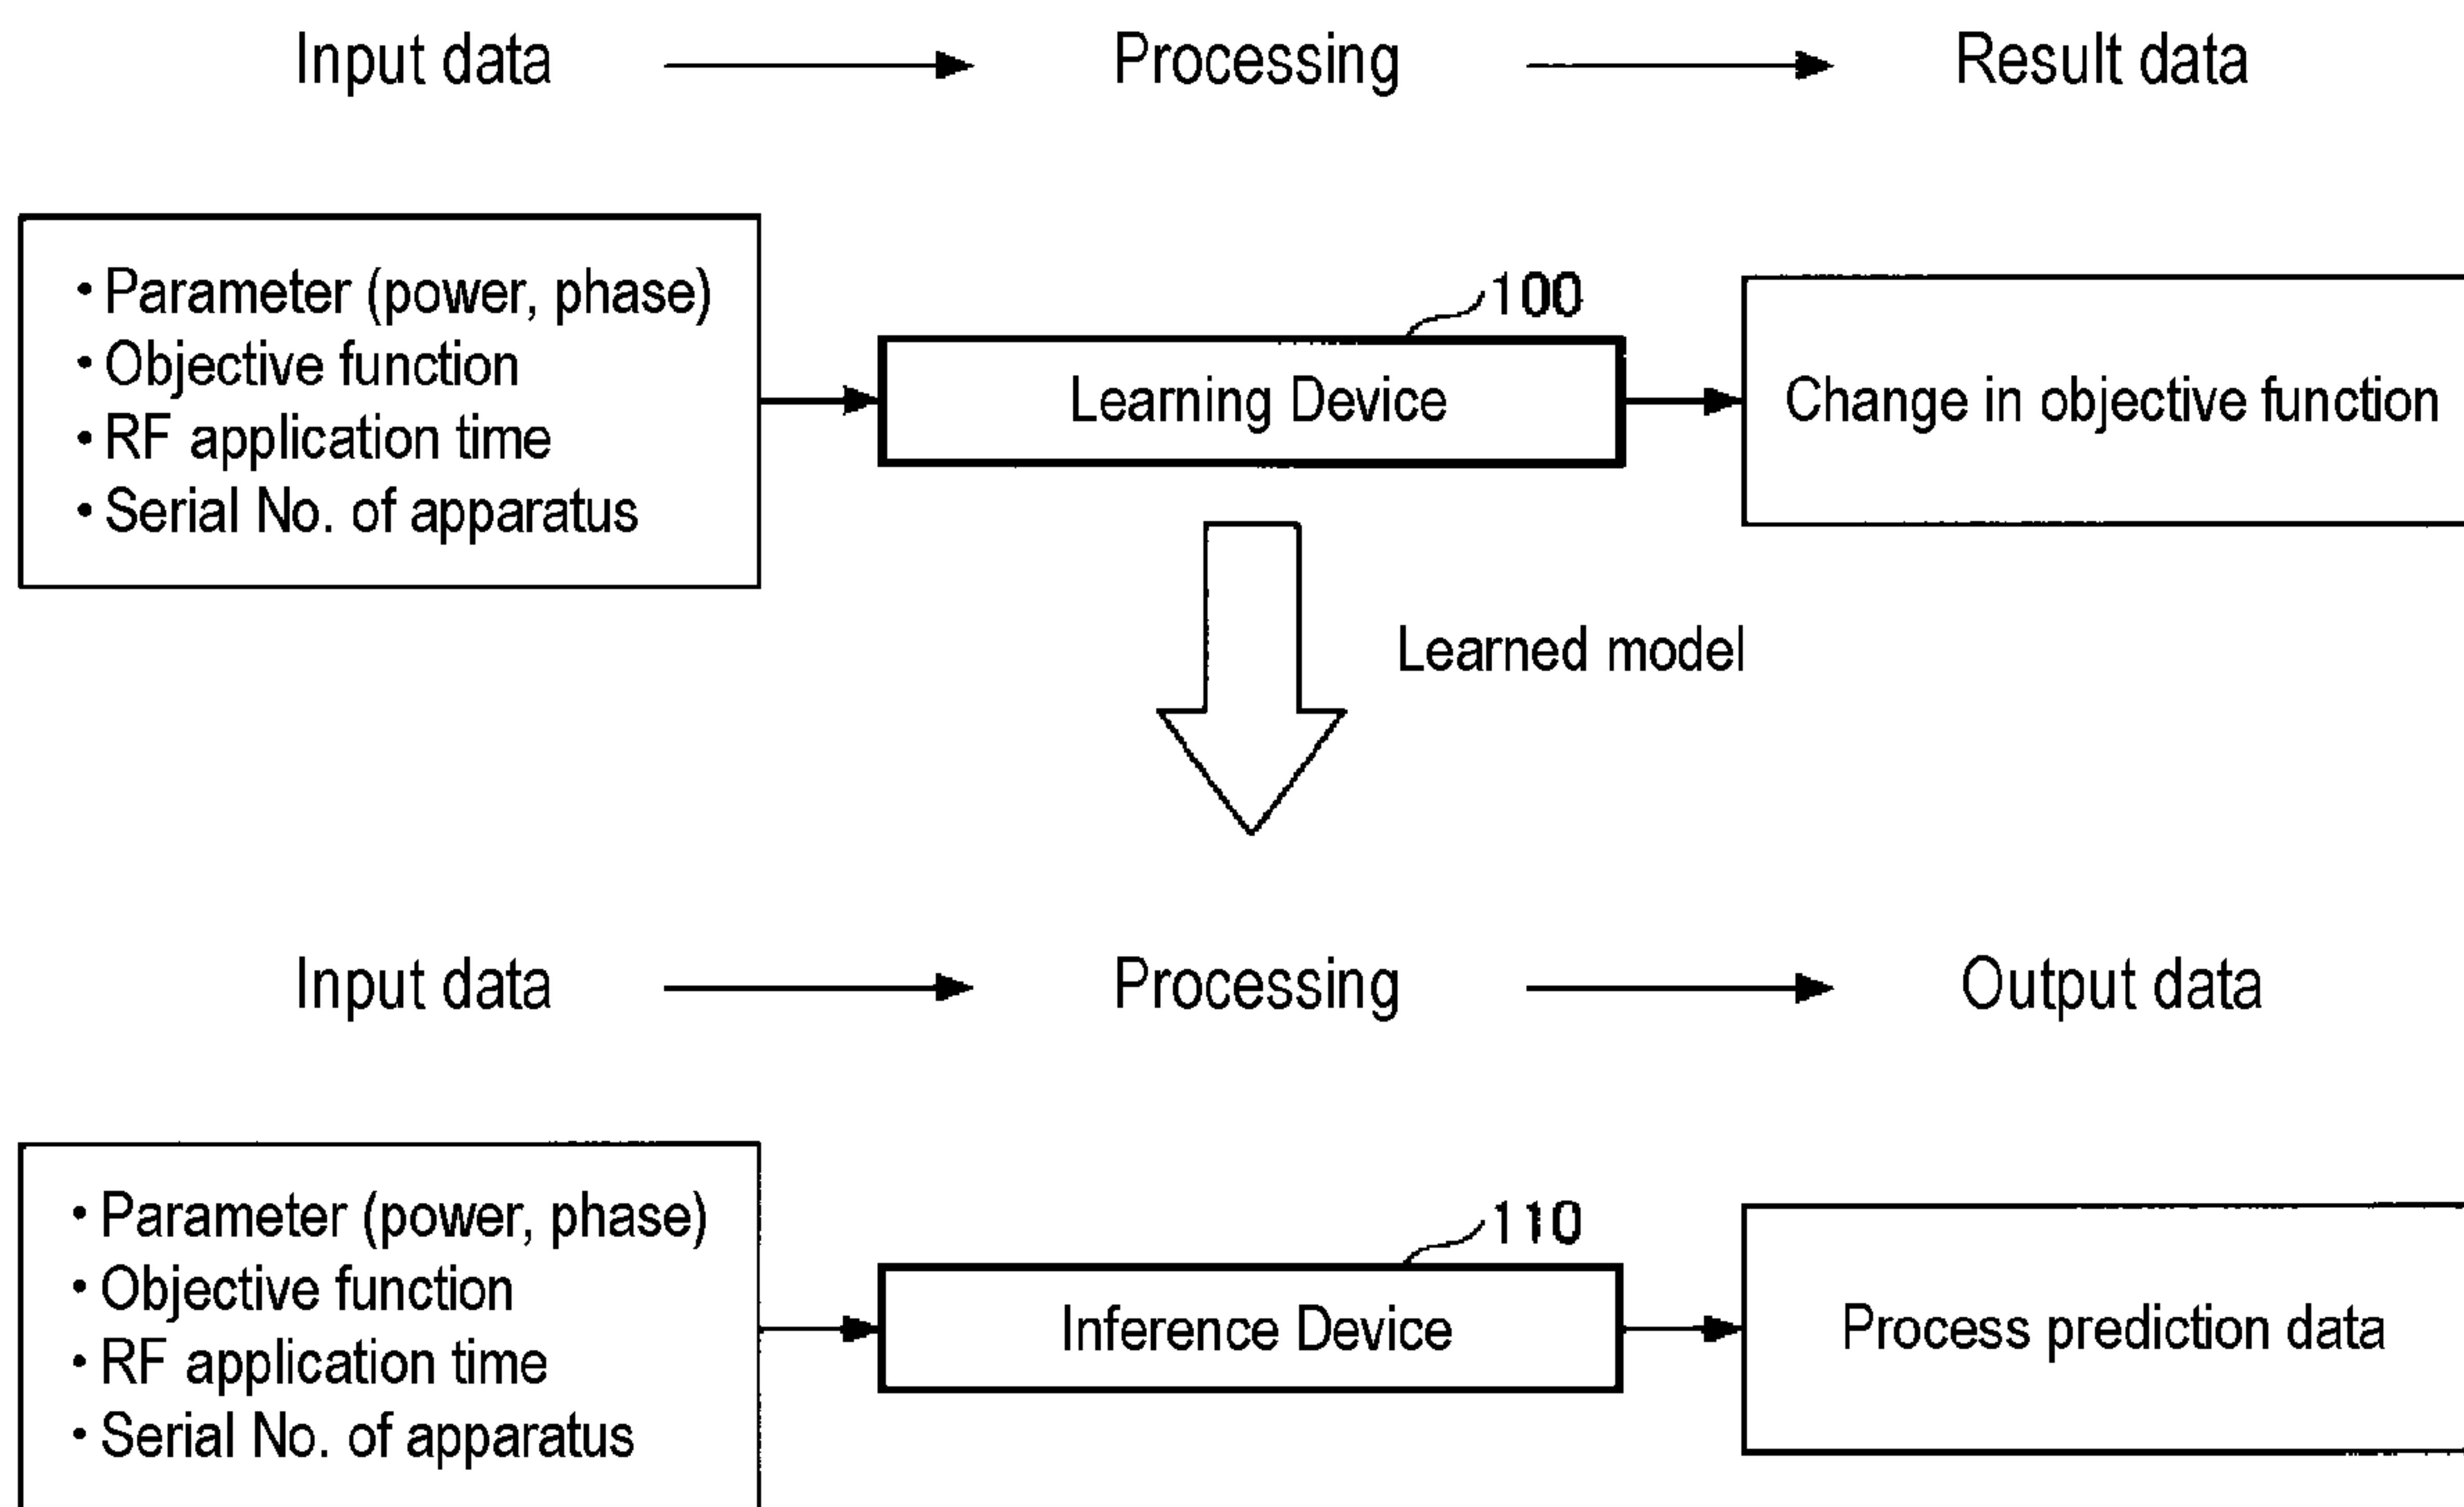 Input data
Processing
Result data
• Parameter (power, phase)
• Objective function
• RF application time
• Serial No. of apparatus
100
Learning Device
Change in objective function
Learned model
Input data
Processing
Output data
• Parameter (power, phase)
• Objective function
• RF application time
• Serial No. of apparatus
110
Inference Device
Process prediction data